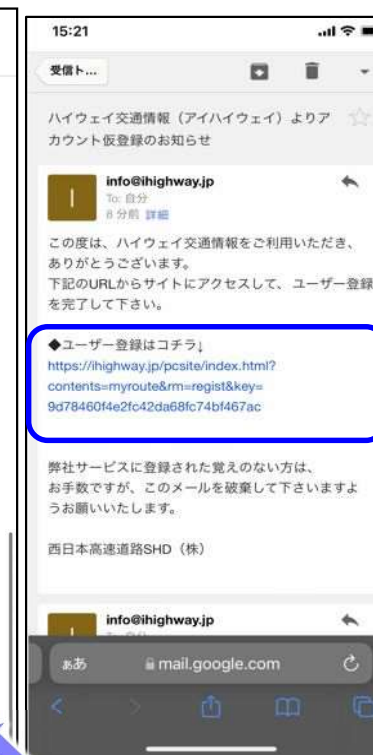 15:21
受信ト...
ハイウェイ交通情報（アイハイウェイ）よりア
カウント仮登録のお知らせ
I
info@ihighway.jp
To: 自分
8 分前 詳細
この度は、ハイウェイ交通情報をご利用いただき、
ありがとうございます。
下記のURLからサイトにアクセスして、ユーザー登録
を完了して下さい。
◆ユーザー登録はコチラ↓
https://ihighway.jp/pcsite/index.html?
contents=myroute&rm=regist&key=
9d78460f4e2fc42da68fc74bf467ac
弊社サービスに登録された覚えのない方は、
お手数ですが、このメールを破棄して下さいますよ
うお願いいたします。
西日本高速道路SHD（株）
info@ihighway.jp
ぁあ
mail.google.com